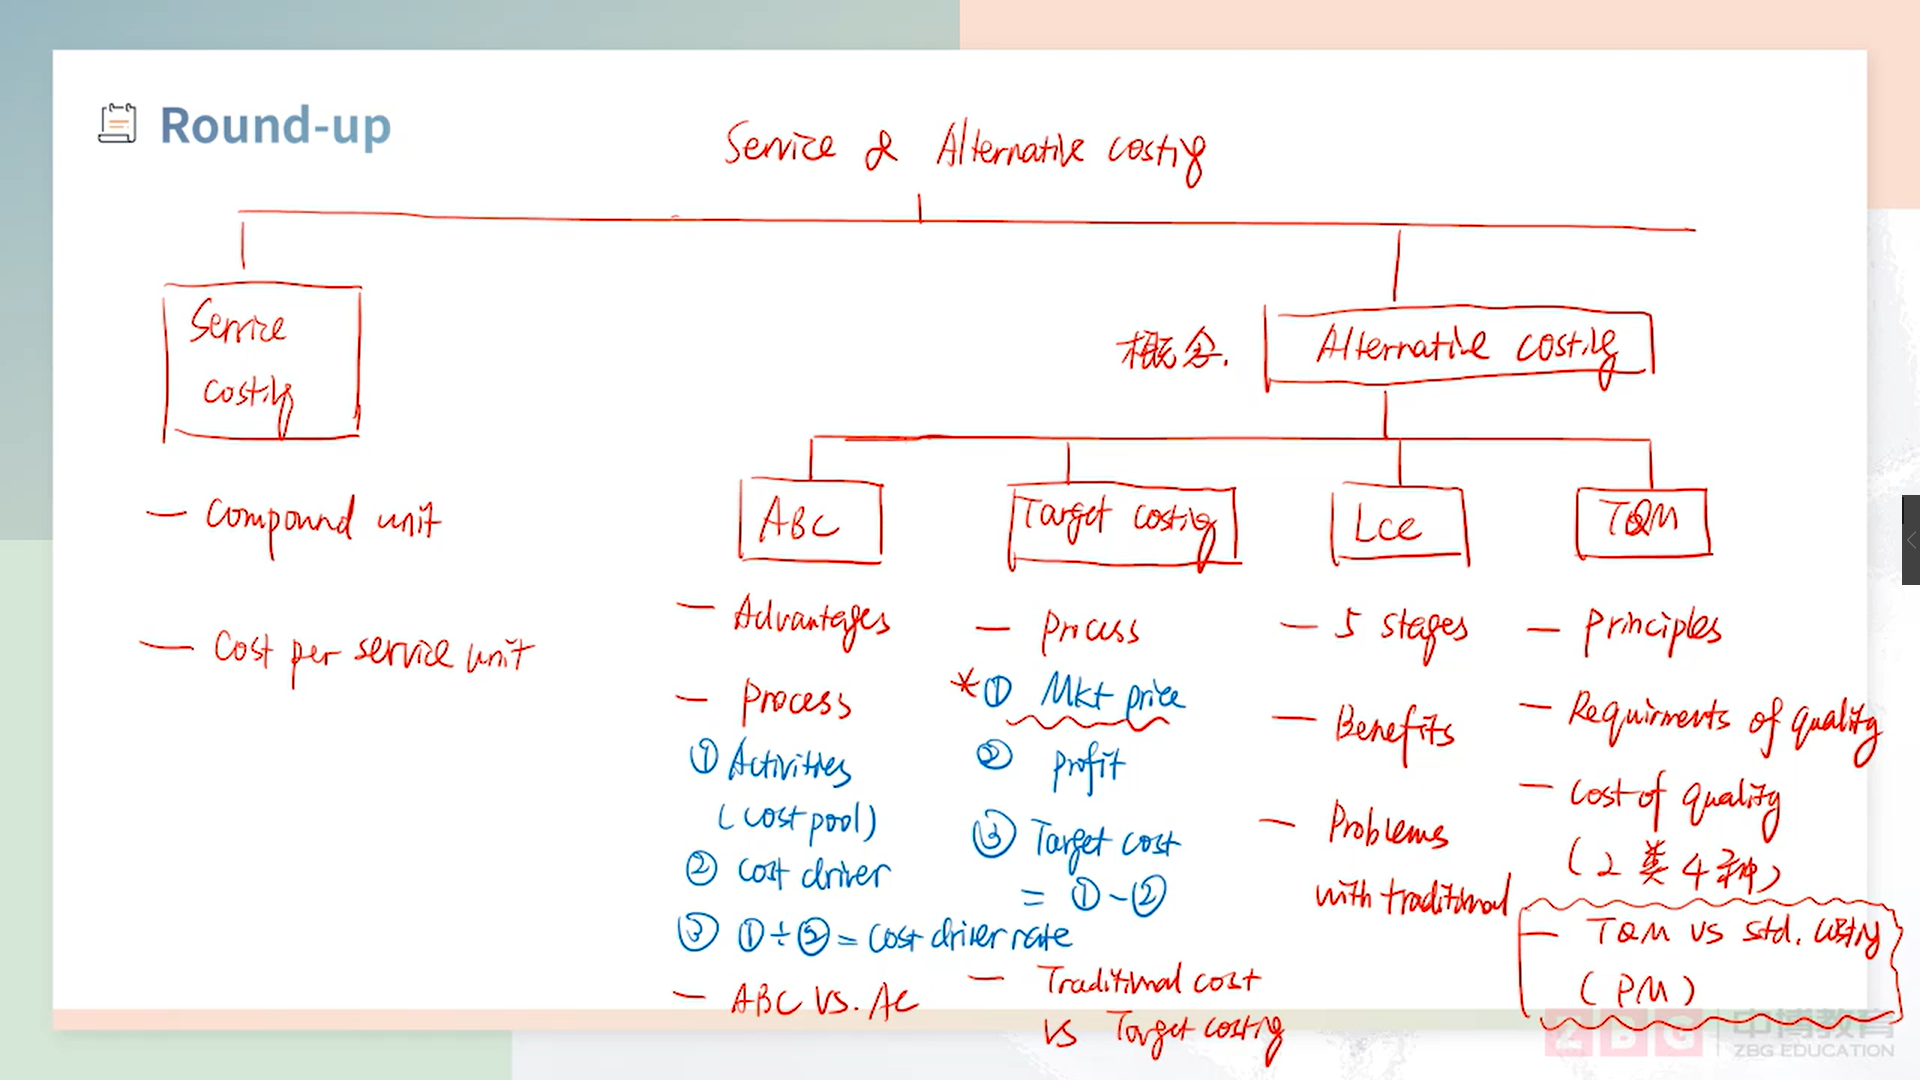 Round-up
Service & Alternative costing
Service
costing
— Compound unit
— Cost per service unit
概念.
Alternative costing
ABC
— Advantages
— Process
① Activities
(cost pool)
② cost driver
③ ① ÷ ② = cost driver rate
— ABC VS. AC
Target costing
— Process
* ① Mkt price
② profit
③ Target cost
= ① - ②
— Traditional cost
VS Target costing
LCC
— 5 stages
— Benefits
— Problems
with traditional
TQM
— Principles
— Requirments of quality
— Cost of quality
(2类4种)
— TQM VS std. costing
(PM)
ZBG 中博教育
ZBG EDUCATION